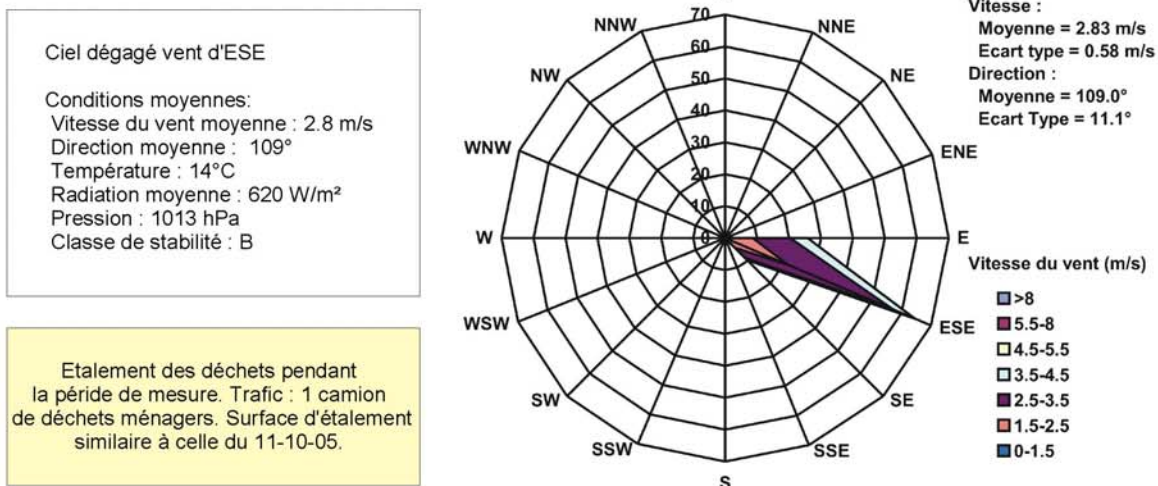 Ciel dégagé vent d'ESE
Conditions moyennes:
Vitesse du vent moyenne : 2.8 m/s
Direction moyenne : 109°
Température : 14°C
Radiation moyenne : 620 W/m²
Pression : 1013 hPa
Classe de stabilité : B
Etalement des déchets pendant
la péride de mesure. Trafic : 1 camion
de déchets ménagers. Surface d'étalement
similaire à celle du 11-10-05.
70
60
50
40
30
20
10
0
NNE
NE
ENE
E
ESE
SE
SSE
S
SSW
SW
WSW
W
WNW
NW
NNW
Vitesse :
Moyenne = 2.83 m/s
Ecart type = 0.58 m/s
Direction :
Moyenne = 109.0°
Ecart Type = 11.1°
Vitesse du vent (m/s)
>8
5.5-8
4.5-5.5
3.5-4.5
2.5-3.5
1.5-2.5
0-1.5